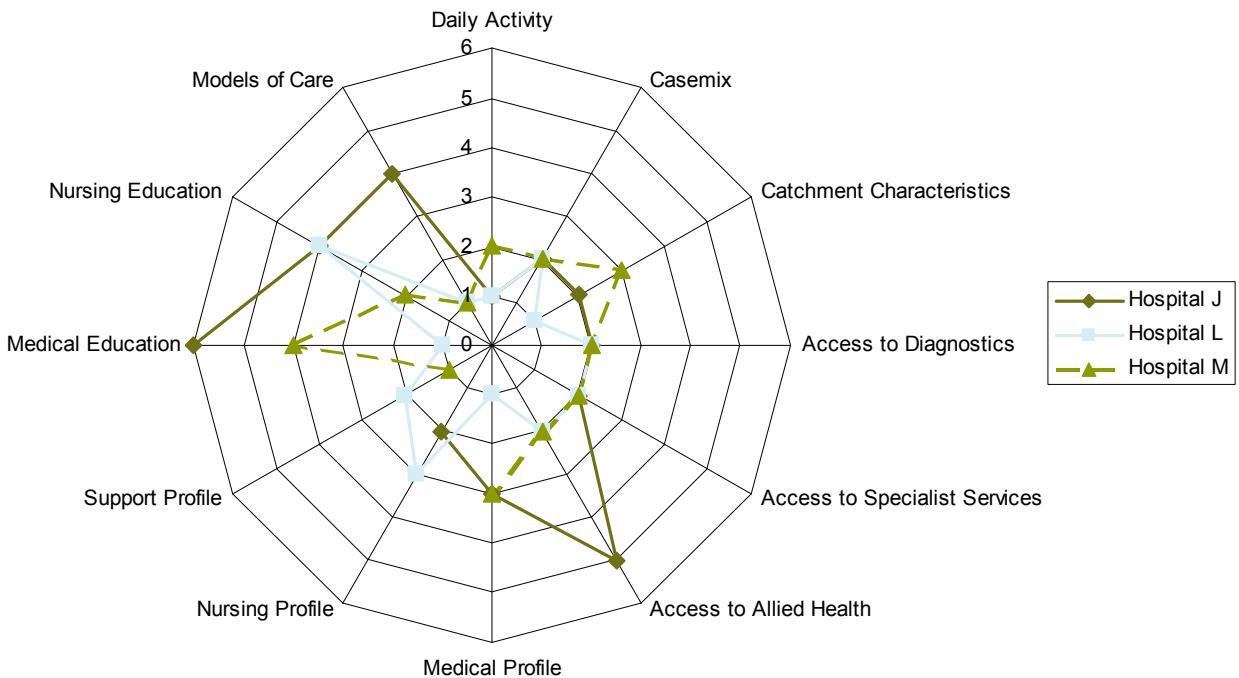 Daily Activity
6
Models of Care
Casemix
5
4
Nursing Education
Catchment Characteristics
3
2
1
Hospital J
Medical Education
0
Access to Diagnostics
Hospital L
Hospital M
Support Profile
Access to Specialist Services
Nursing Profile
Access to Allied Health
Medical Profile